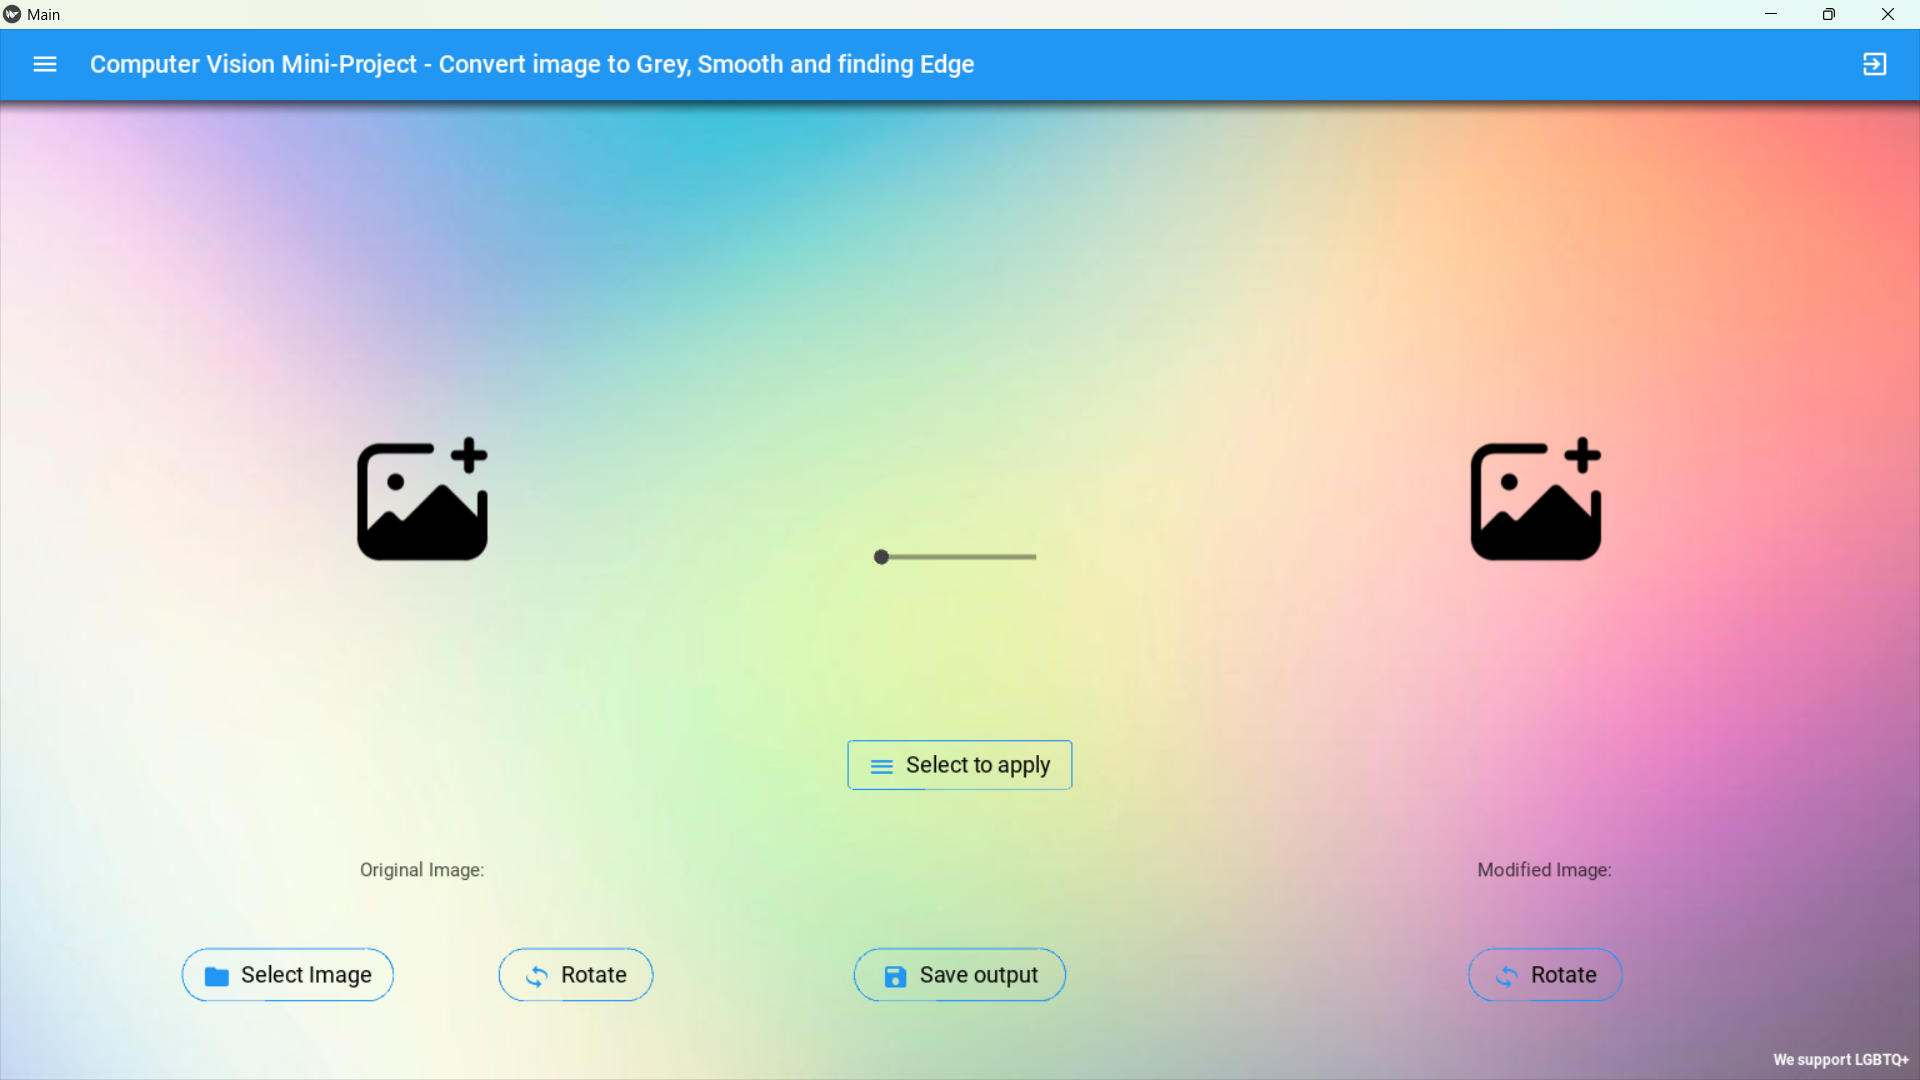 Main
Computer Vision Mini-Project - Convert image to Grey, Smooth and finding Edge
Select to apply
Original Image:
Modified Image:
Select Image
Rotate
Save output
Rotate
We support LGBTQ+